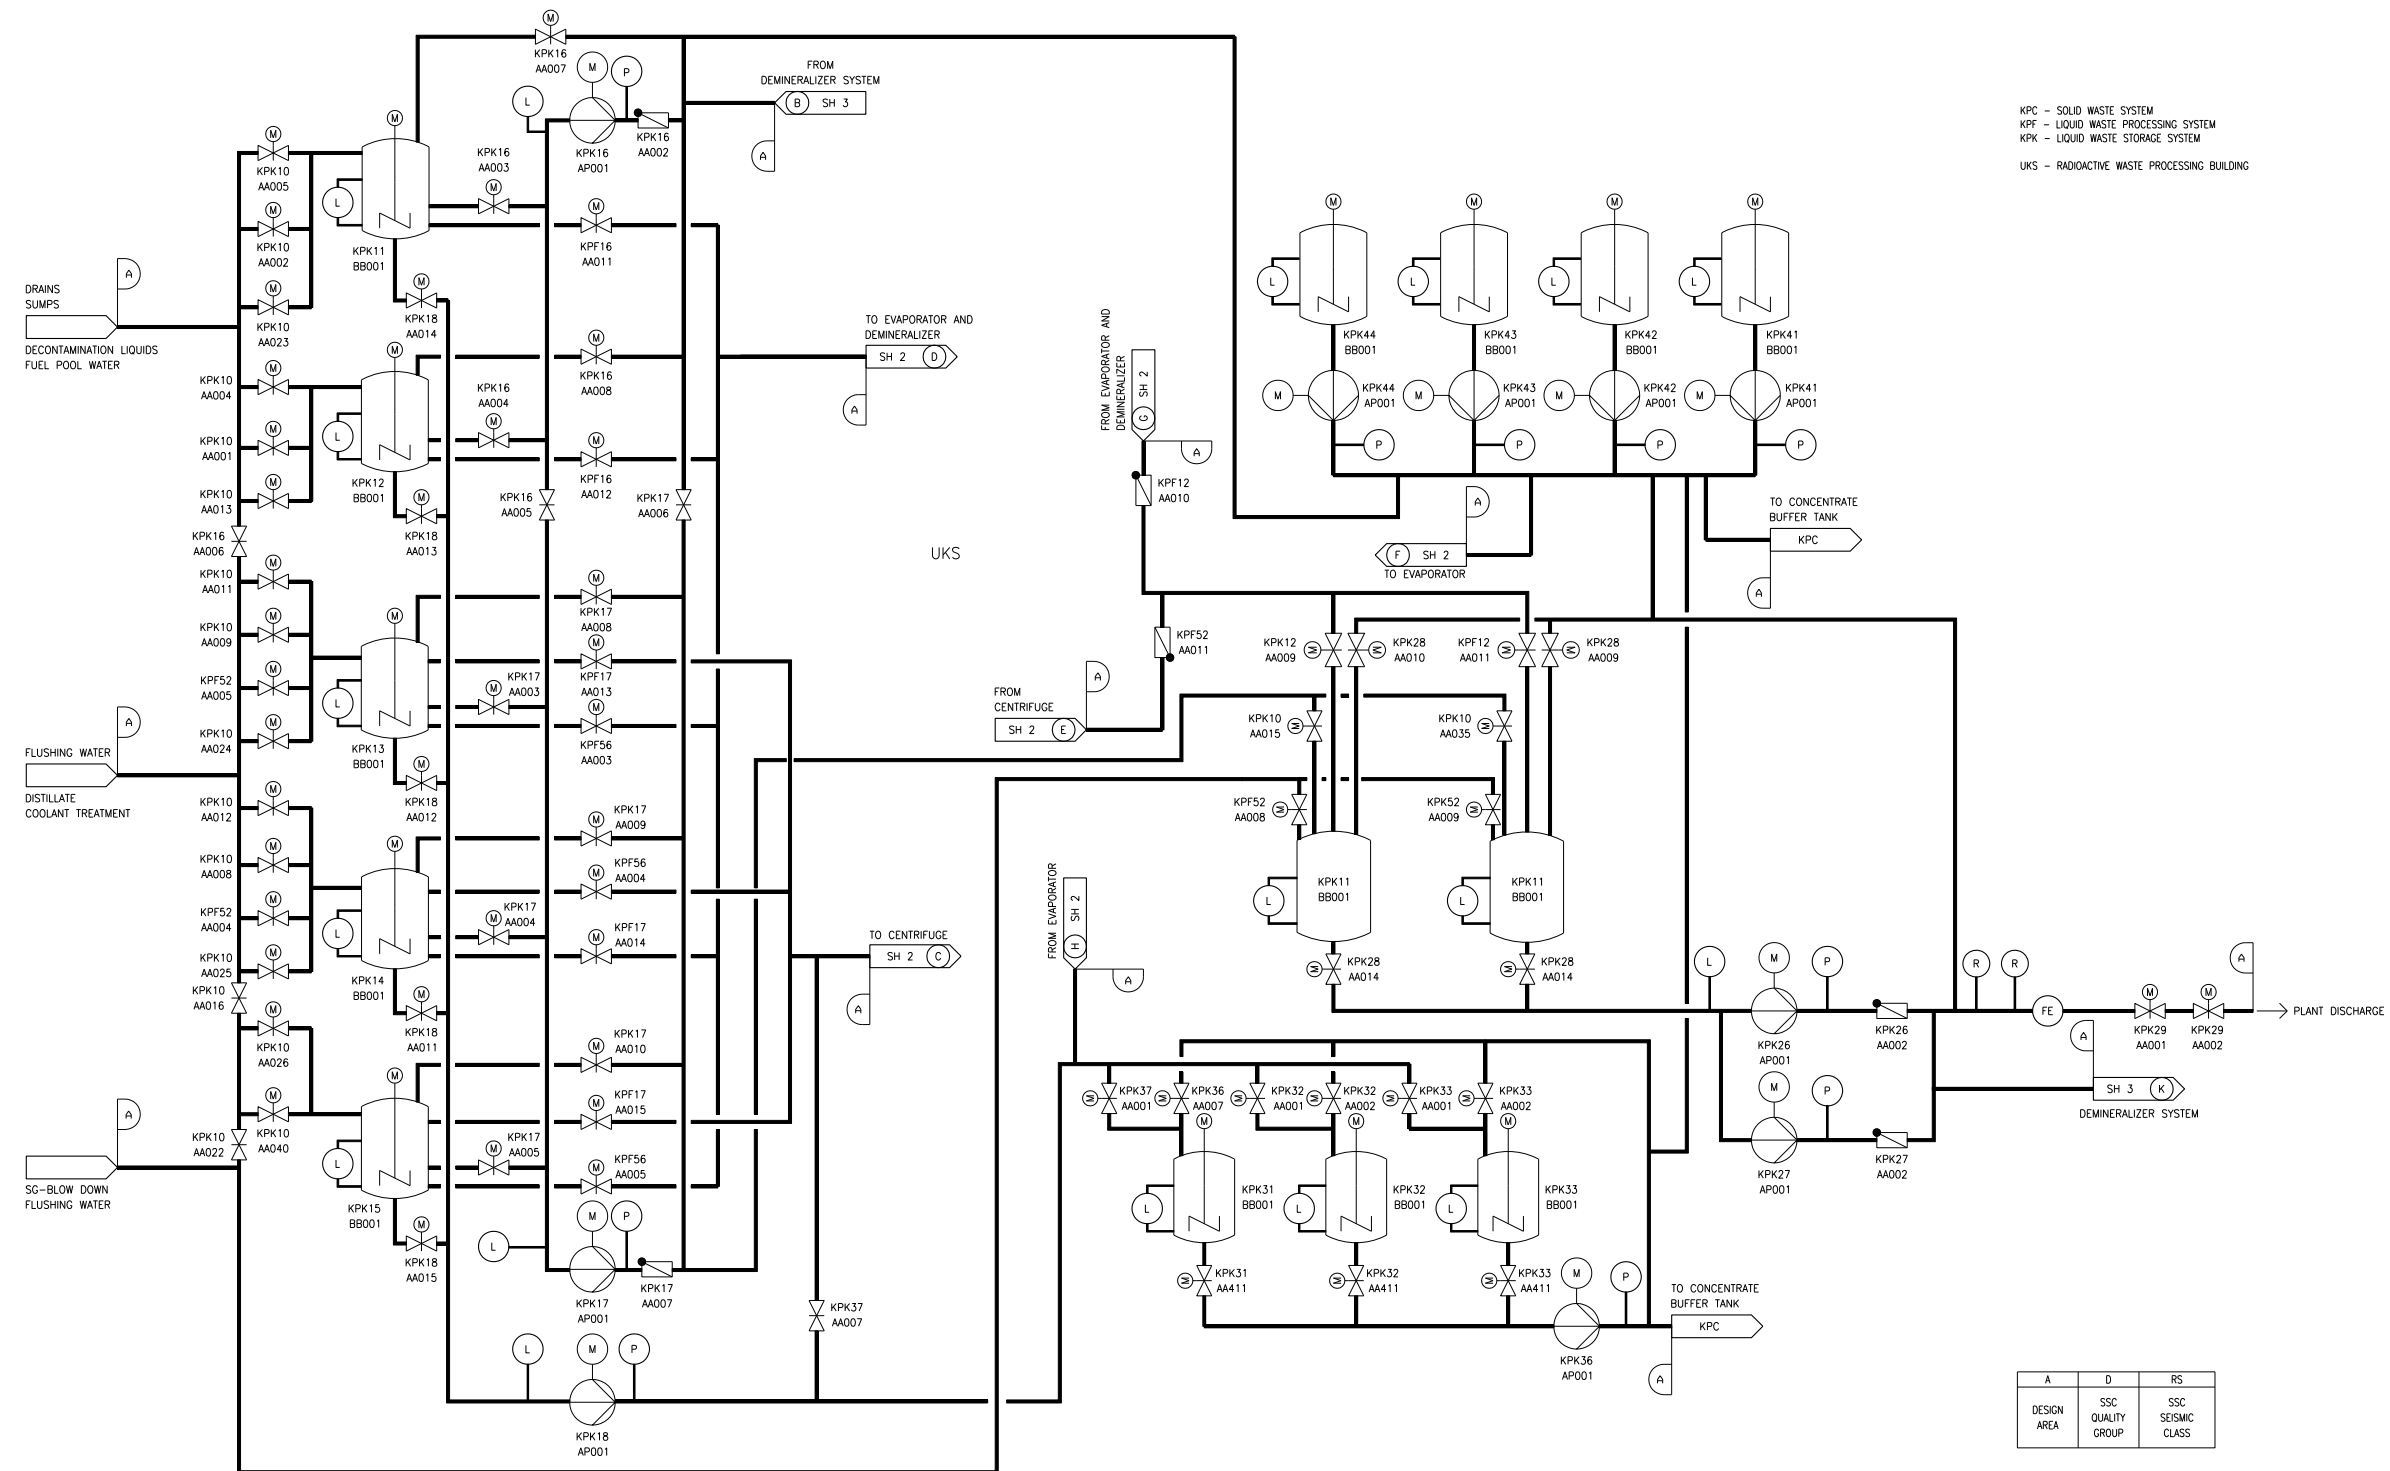 M
KPK16
AA007
M
P
L
KPK16
AP001
KPK16
AA002
FROM
DEMINERALIZER SYSTEM
B SH 3
A
KPC – SOLID WASTE SYSTEM
KPF – LIQUID WASTE PROCESSING SYSTEM
KPK – LIQUID WASTE STORAGE SYSTEM
UKS – RADIOACTIVE WASTE PROCESSING BUILDING
M
KPK10
AA005
M
KPK10
AA002
M
KPK10
AA023
M
L
KPK11
BB001
KPK16
AA003
M
M
KPF16
AA011
M
KPK18
AA014
A
DRAINS
SUMPS
DECONTAMINATION LIQUIDS
FUEL POOL WATER
KPK10
AA004
M
KPK10
AA001
M
KPK10
AA013
M
M
L
KPK12
BB001
KPK16
AA004
M
M
KPK16
AA008
M
KPF16
AA012
M
KPK18
AA013
KPK16
AA005
KPK17
AA006
TO EVAPORATOR AND
DEMINERALIZER
SH 2 D
A
UKS
KPK16
AA006
KPK10
AA011
M
KPK10
AA009
M
KPF52
AA005
M
KPK10
AA024
M
M
L
KPK13
BB001
M
KPK17
AA008
M
KPF17
AA013
KPK17
AA003
M
M
KPF56
AA003
M
KPK18
AA012
A
FLUSHING WATER
DISTILLATE
COOLANT TREATMENT
KPK10
AA012
M
KPK10
AA008
M
KPF52
AA004
M
KPK10
AA025
M
M
L
KPK14
BB001
M
KPK17
AA009
M
KPF56
AA004
KPK17
AA004
M
M
KPF17
AA014
M
KPK18
AA011
KPK10
AA016
M
KPK10
AA026
M
KPK10
AA040
KPK10
AA022
M
L
KPK15
BB001
M
KPK17
AA010
M
KPF17
AA015
KPK17
AA005
M
M
KPF56
AA005
M
KPK18
AA015
A
SG–BLOW DOWN
FLUSHING WATER
L
M
P
KPK17
AP001
KPK17
AA007
L
M
P
KPK18
AP001
KPK37
AA007
TO CENTRIFUGE
SH 2 C
A
FROM EVAPORATOR AND
DEMINERALIZER
G SH 2
A
KPF12
AA010
KPF52
AA011
A
FROM
CENTRIFUGE
SH 2 E
M
M
M
M
L
L
L
L
KPK44
BB001
KPK43
BB001
KPK42
BB001
KPK41
BB001
M
KPK44
AP001
M
KPK43
AP001
M
KPK42
AP001
M
KPK41
AP001
P
P
P
P
A
F SH 2
TO EVAPORATOR
TO CONCENTRATE
BUFFER TANK
KPC
A
KPK12
AA009
M
KPK28
AA010
M
KPF12
AA011
M
KPK28
AA009
M
KPK10
AA015
M
KPK10
AA035
M
KPF52
AA008
M
KPK52
AA009
M
KPK11
BB001
L
KPK11
BB001
L
M
KPK28
AA014
M
KPK28
AA014
FROM EVAPORATOR
H SH 2
A
M
KPK37
AA001
M
KPK36
AA007
M
KPK32
AA001
M
KPK32
AA002
M
KPK33
AA001
M
KPK33
AA002
M
M
M
L
KPK31
BB001
L
KPK32
BB001
L
KPK33
BB001
M
KPK31
AA411
M
KPK32
AA411
M
KPK33
AA411
M
P
KPK36
AP001
TO CONCENTRATE
BUFFER TANK
KPC
A
L
M
P
KPK26
AP001
KPK26
AA002
M
P
KPK27
AP001
KPK27
AA002
R
R
FE
M
KPK29
AA001
M
KPK29
AA002
A
PLANT DISCHARGE
A
SH 3 K
DEMINERALIZER SYSTEM
A D RS
DESIGN
AREA
SSC
QUALITY
GROUP
SSC
SEISMIC
CLASS